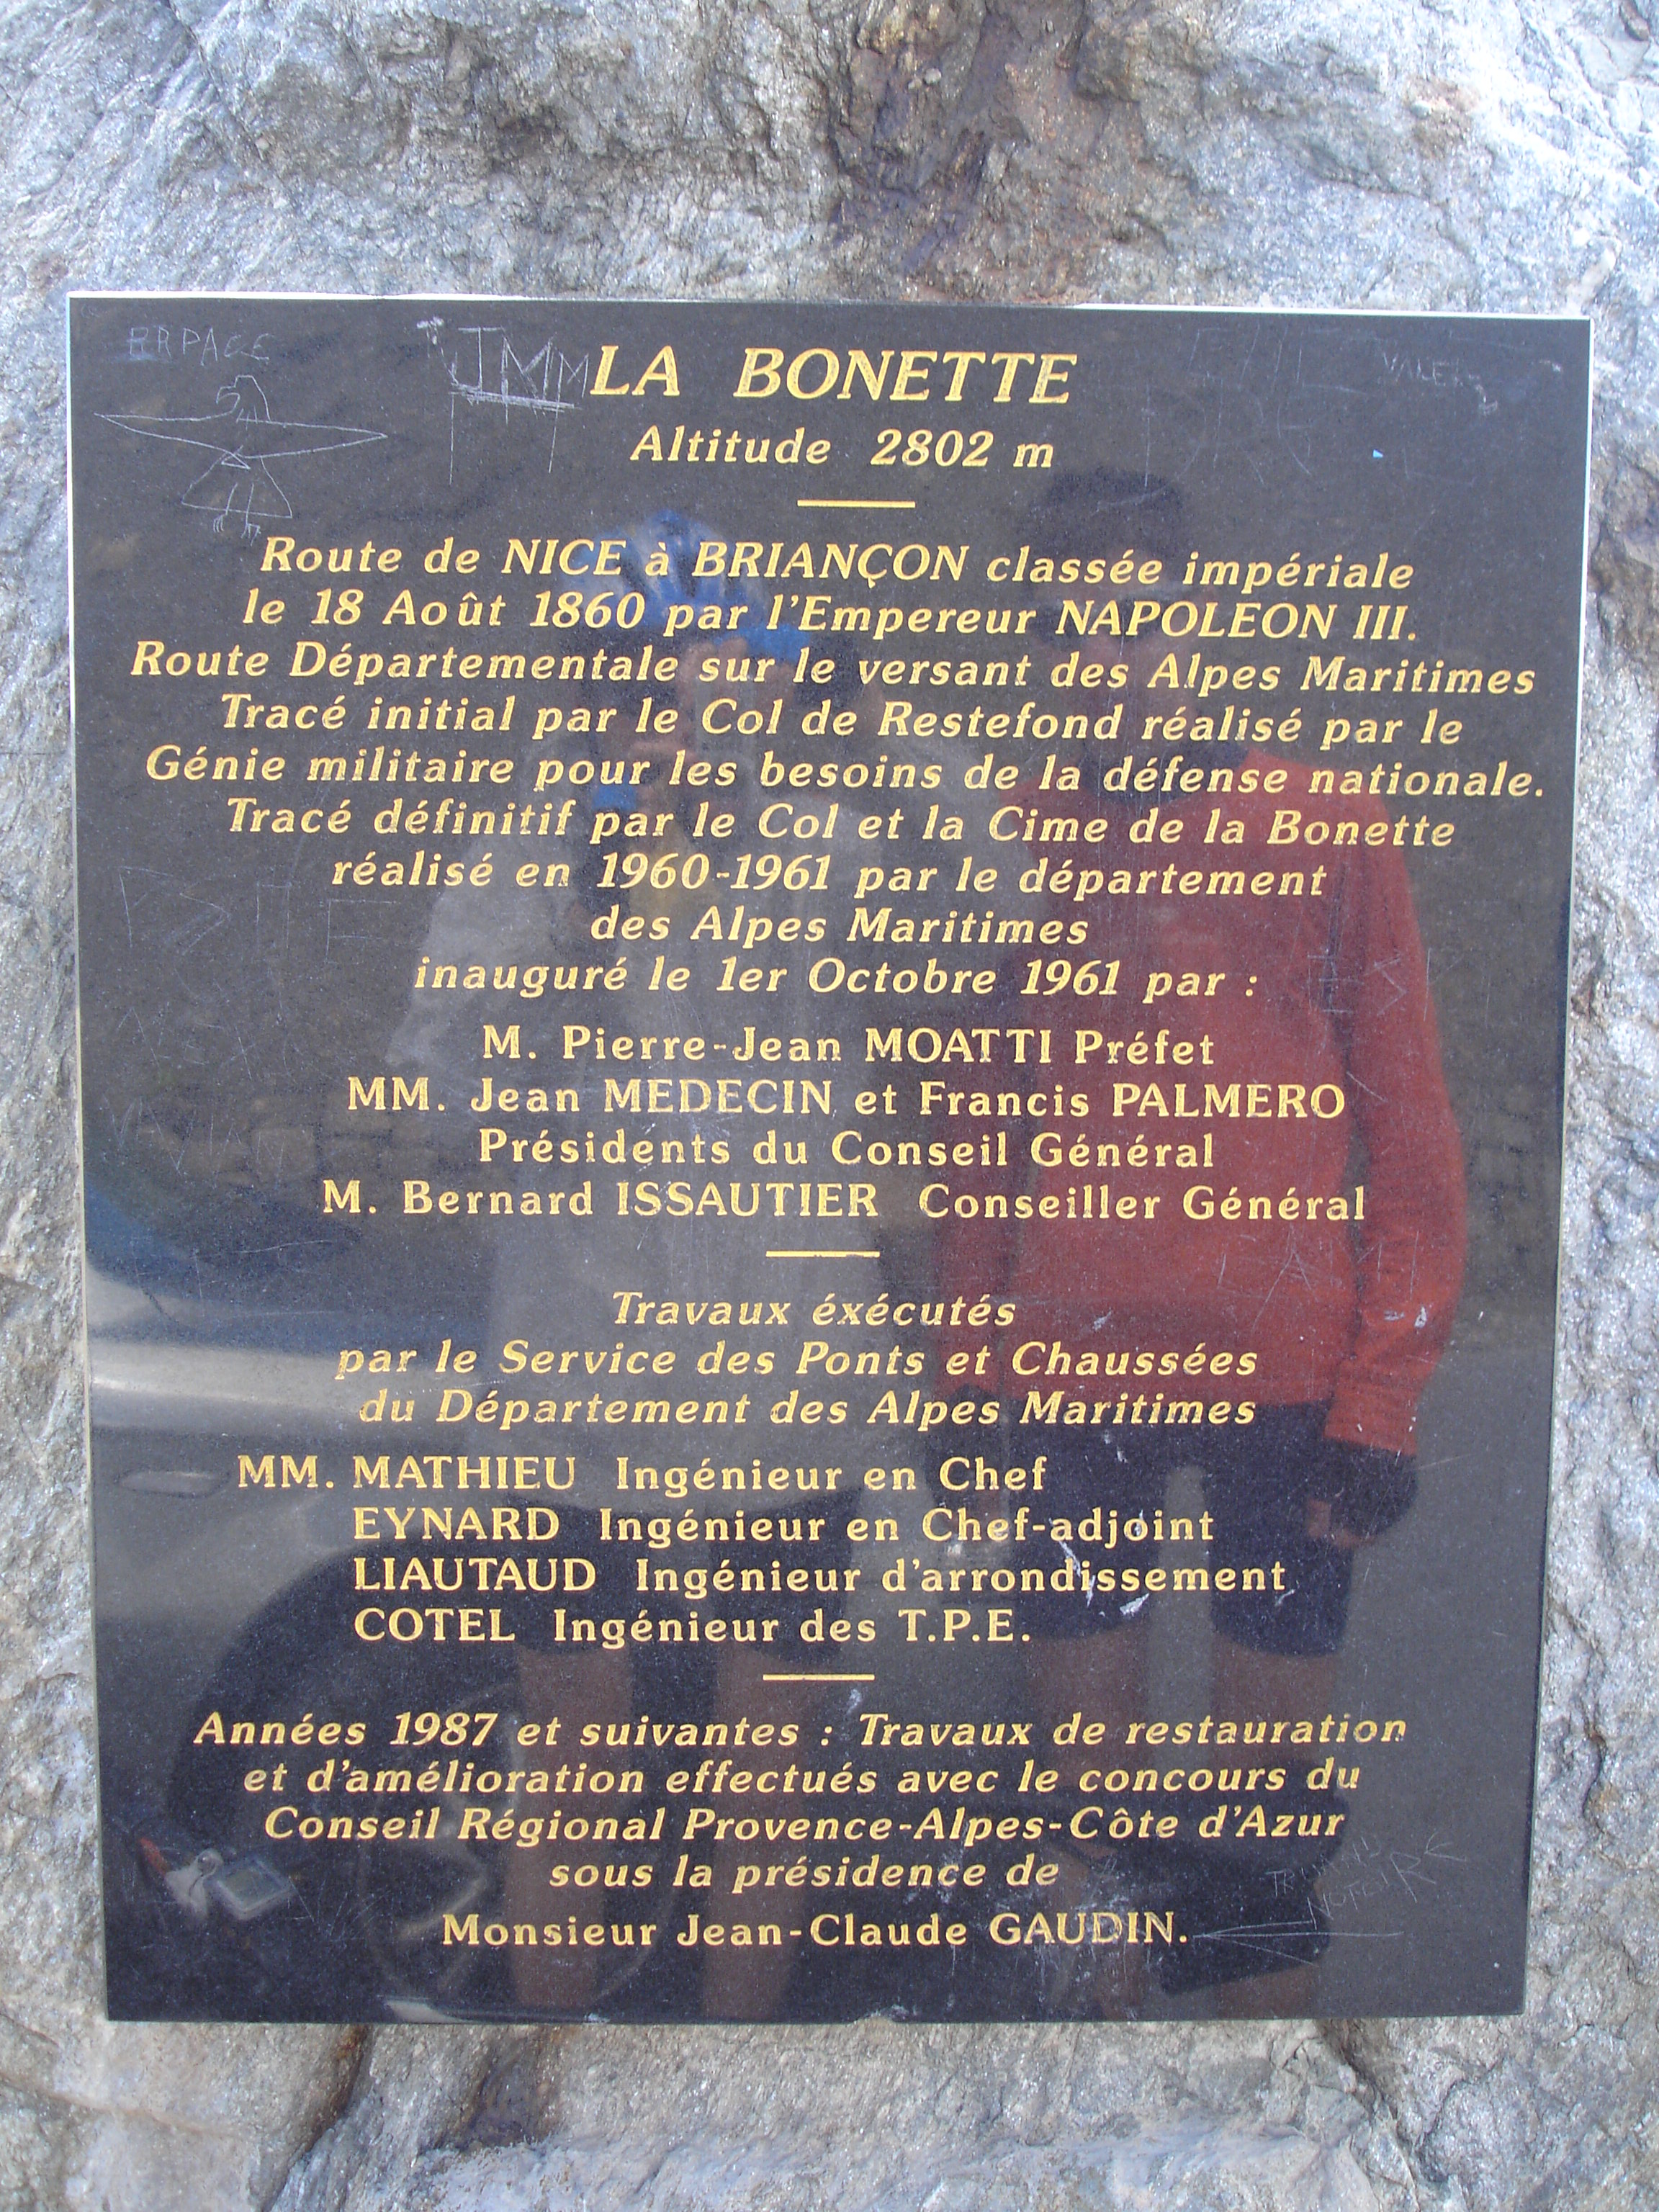 LA BONETTE
Altitude 2802 m
Route de NICE à BRIANÇON classée impériale
le 18 Août 1860 par l'Empereur NAPOLEON III.
Route Départementale sur le versant des Alpes Maritimes
Tracé initial par le Col de Restefond réalisé par le
Génie militaire pour les besoins de la défense nationale.
Tracé définitif par le Col et la Cime de la Bonette
réalisé en 1960-1961 par le département
des Alpes Maritimes
inauguré le 1er Octobre 1961 par :
M. Pierre-Jean MOATTI Préfet
MM. Jean MEDECIN et Francis PALMERO
Présidents du Conseil Général
M. Bernard ISSAUTIER Conseiller Général
Travaux éxécutés
par le Service des Ponts et Chaussées
du Département des Alpes Maritimes
MM. MATHIEU Ingénieur en Chef
EYNARD Ingénieur en Chef-adjoint
LIAUTAUD Ingénieur d'arrondissement
COTEL Ingénieur des T.P.E.
Années 1987 et suivantes : Travaux de restauration
et d'amélioration effectués avec le concours du
Conseil Régional Provence-Alpes-Côte d'Azur
sous la présidence de
Monsieur Jean-Claude GAUDIN.